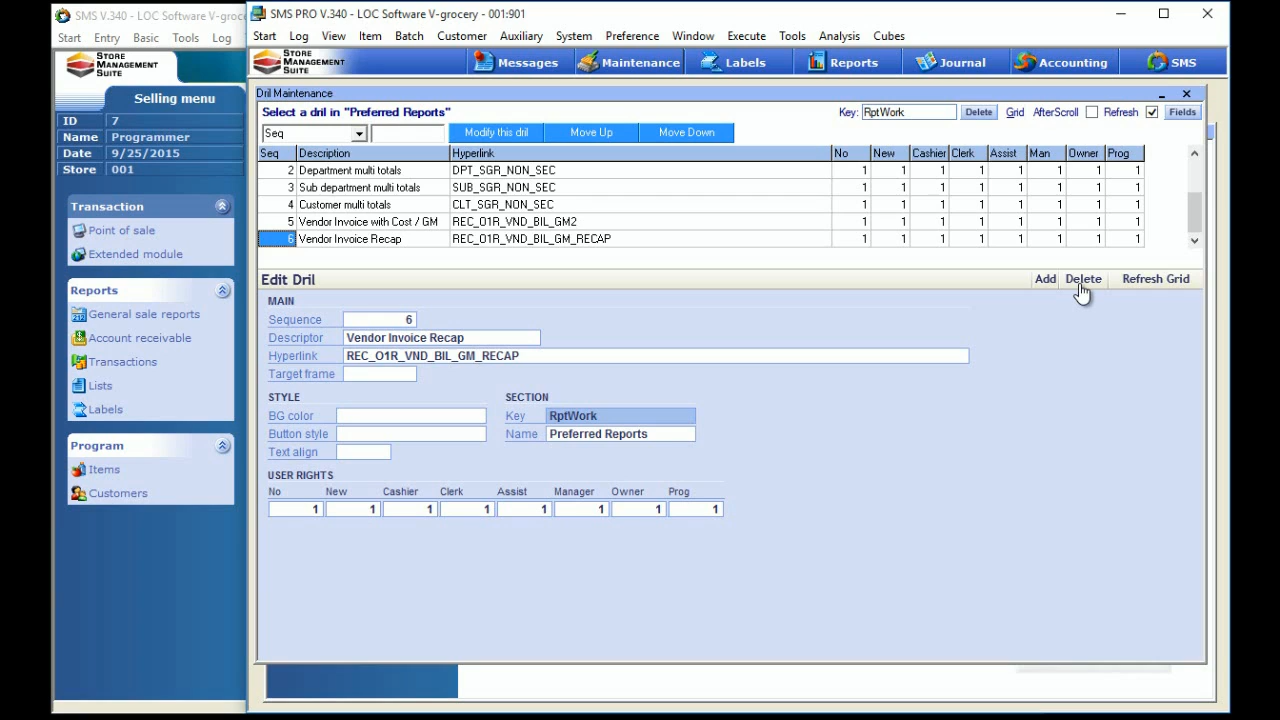 SMS V.340 - LOC Software V-groc
Start Entry Basic Tools Log
STORE
MANAGEMENT
SUITE
Selling menu
ID 7
Name Programmer
Date 9/25/2015
Store 001
Transaction
Point of sale
Extended module
Reports
General sale reports
Account receivable
Transactions
Lists
Labels
Program
Items
Customers
SMS PRO V.340 - LOC Software V-grocery - 001:901
Start Log View Item Batch Customer Auxiliary System Preference Window Execute Tools Analysis Cubes
STORE
MANAGEMENT
SUITE
Messages Maintenance Labels Reports Journal Accounting SMS
Dril Maintenance
Select a dril in "Preferred Reports" Key: RptWork Delete Grid AfterScroll Refresh Fields
Seq Modify this dril Move Up Move Down
Seq Description Hyperlink No New Cashier Clerk Assist Man Owner Prog
2 Department multi totals DPT_SGR_NON_SEC 1 1 1 1 1 1 1 1
3 Sub department multi totals SUB_SGR_NON_SEC 1 1 1 1 1 1 1 1
4 Customer multi totals CLT_SGR_NON_SEC 1 1 1 1 1 1 1 1
5 Vendor Invoice with Cost / GM REC_O1R_VND_BIL_GM2 1 1 1 1 1 1 1 1
6 Vendor Invoice Recap REC_O1R_VND_BIL_GM_RECAP 1 1 1 1 1 1 1 1
Edit Dril Add Delete Refresh Grid
MAIN
Sequence 6
Descriptor Vendor Invoice Recap
Hyperlink REC_O1R_VND_BIL_GM_RECAP
Target frame
STYLE SECTION
BG color Key RptWork
Button style Name Preferred Reports
Text align
USER RIGHTS
No New Cashier Clerk Assist Manager Owner Prog
1 1 1 1 1 1 1 1